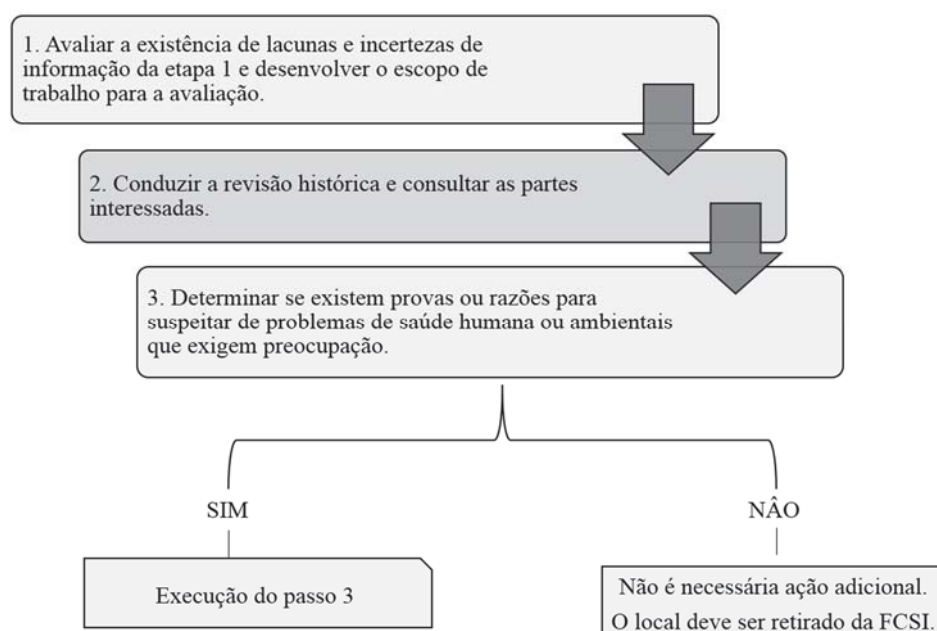 1. Avaliar a existência de lacunas e incertezas de
informação da etapa 1 e desenvolver o escopo de
trabalho para a avaliação.
2. Conduzir a revisão histórica e consultar as partes
interessadas.
3. Determinar se existem provas ou razões para
suspeitar de problemas de saúde humana ou ambientais
que exigem preocupação.
SIM
NÂO
Execução do passo 3
Não é necessária ação adicional.
O local deve ser retirado da FCSI.